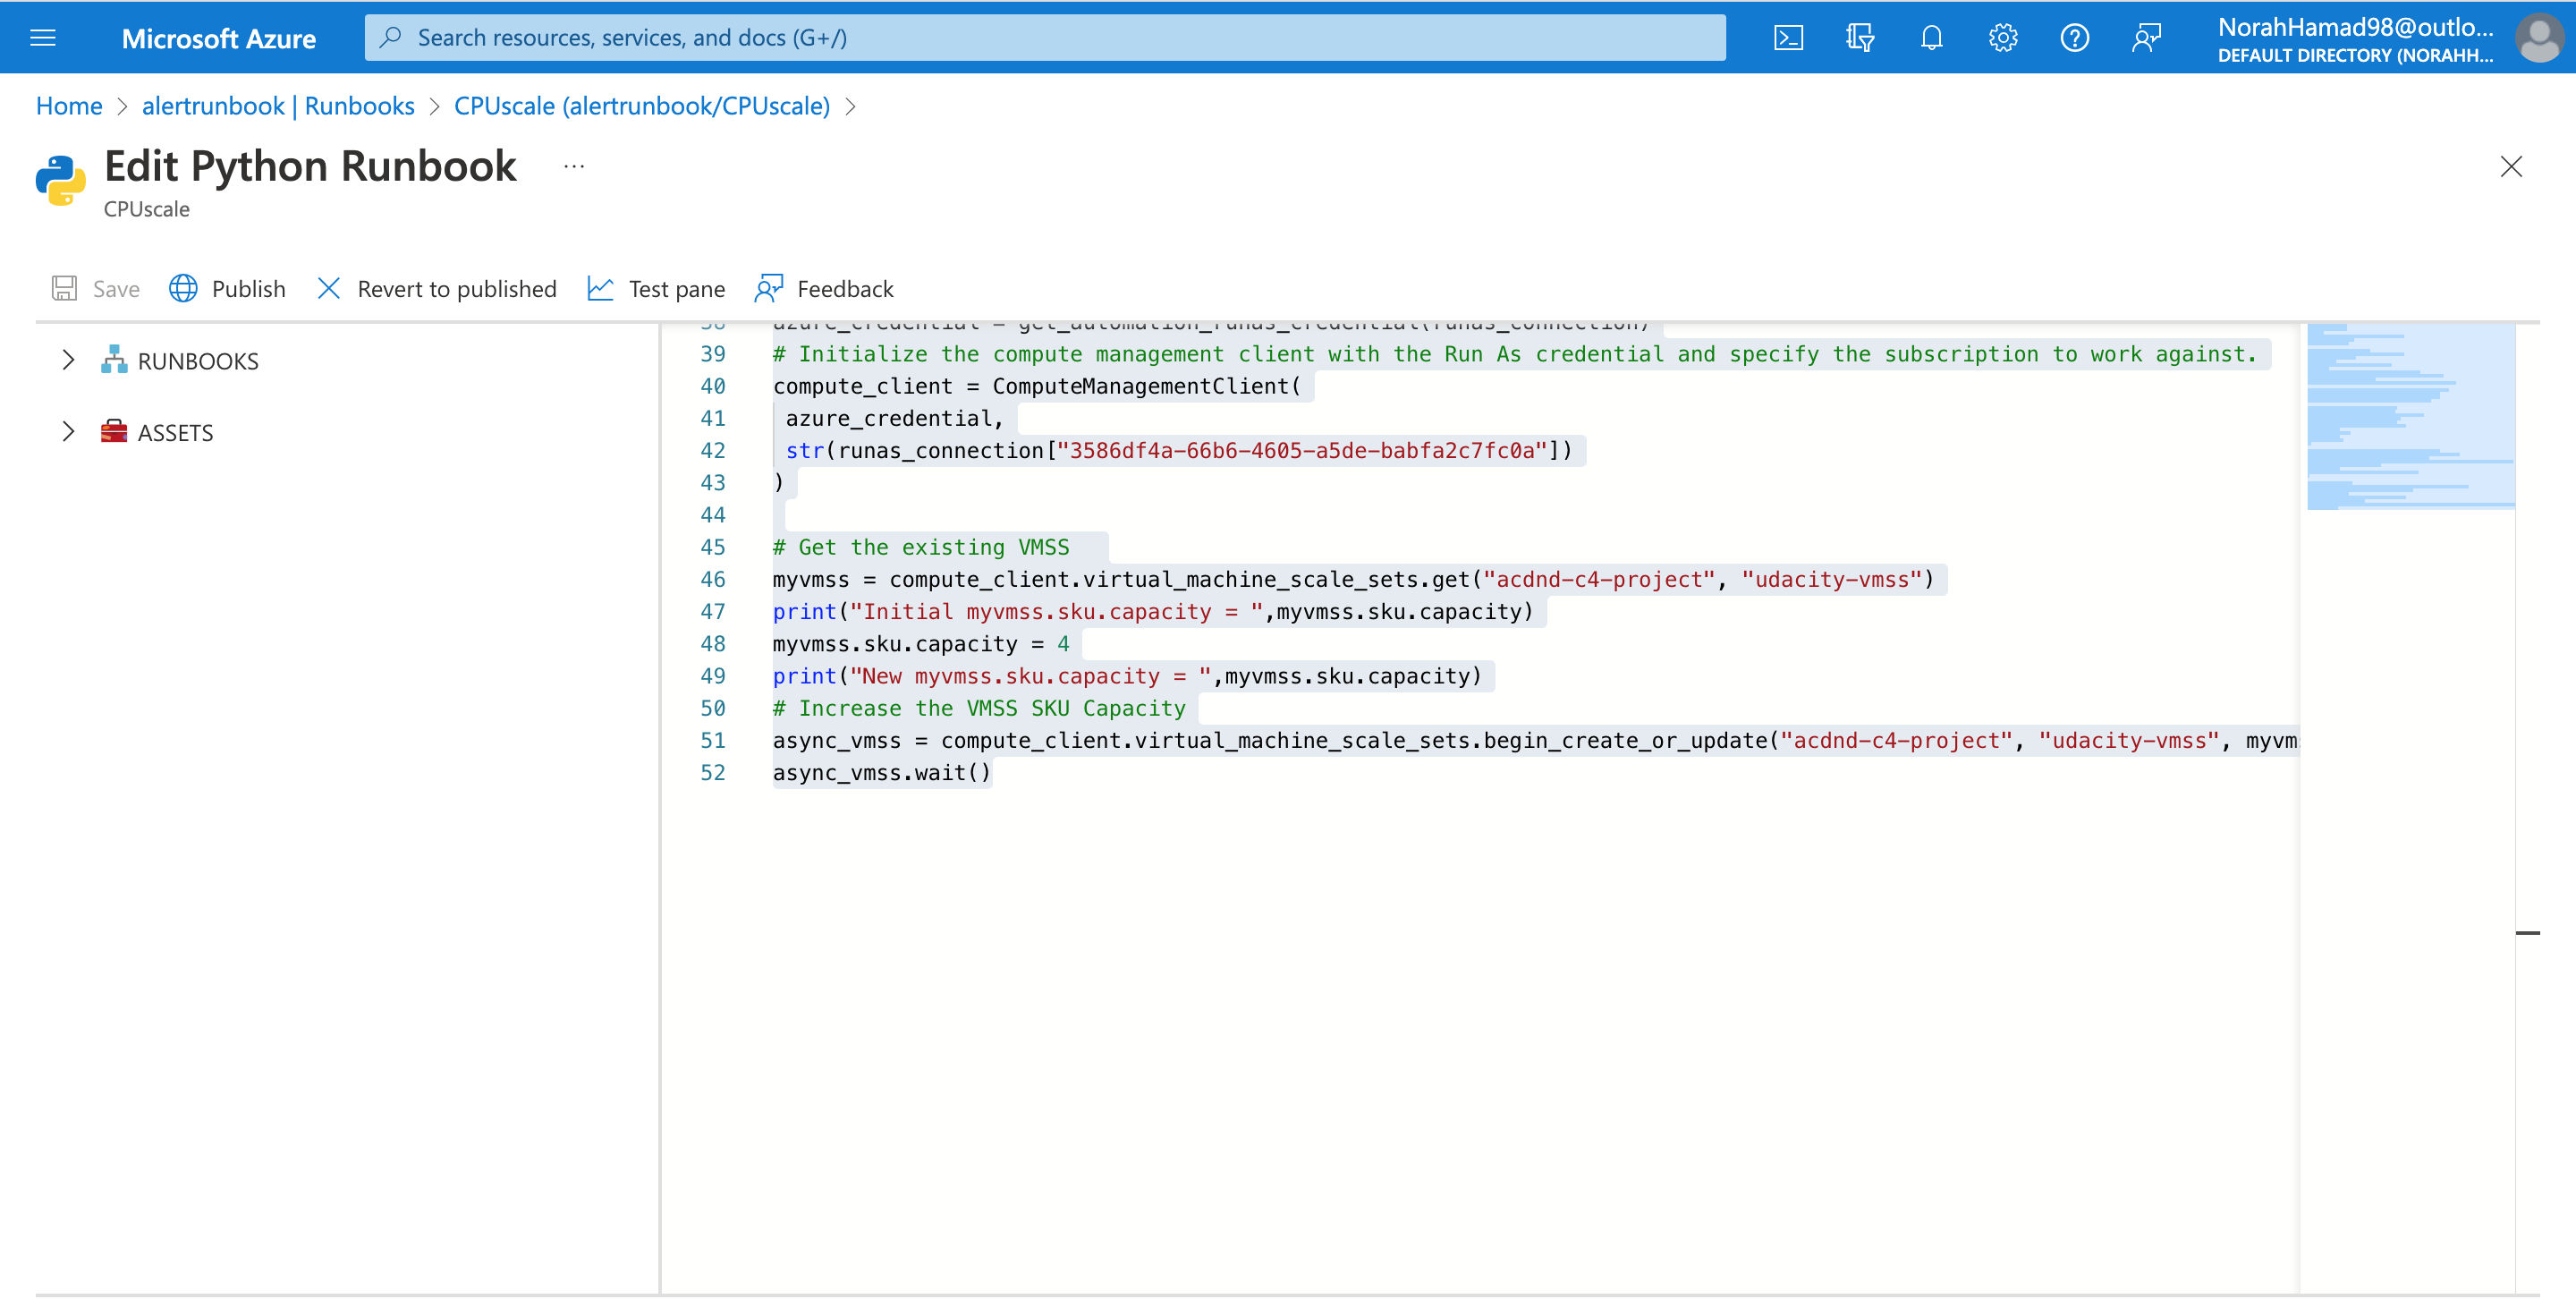 Microsoft Azure
Search resources, services, and docs (G+/)
NorahHamad98@outlo...
DEFAULT DIRECTORY (NORAHH...
Home > alertrunbook | Runbooks > CPUscale (alertrunbook/CPUscale) >
Edit Python Runbook ...
CPUscale
Save Publish Revert to published Test pane Feedback
RUNBOOKS
ASSETS
38 azure_credential = get_automation_runas_credential(runas_connection)
39 # Initialize the compute management client with the Run As credential and specify the subscription to work against.
40 compute_client = ComputeManagementClient(
41 azure_credential,
42 str(runas_connection["3586df4a-66b6-4605-a5de-babfa2c7fc0a"])
43 )
44
45 # Get the existing VMSS
46 myvmss = compute_client.virtual_machine_scale_sets.get("acdnd-c4-project", "udacity-vmss")
47 print("Initial myvmss.sku.capacity = ",myvmss.sku.capacity)
48 myvmss.sku.capacity = 4
49 print("New myvmss.sku.capacity = ",myvmss.sku.capacity)
50 # Increase the VMSS SKU Capacity
51 async_vmss = compute_client.virtual_machine_scale_sets.begin_create_or_update("acdnd-c4-project", "udacity-vmss", myvm
52 async_vmss.wait()